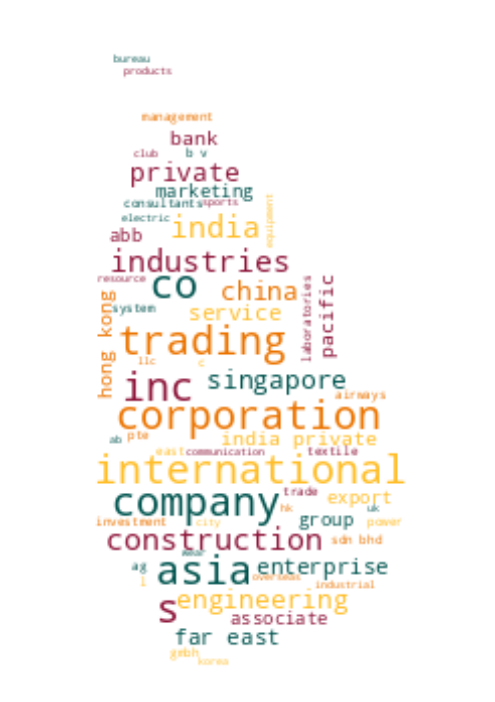 bureau
products
management
bank
club b v
private
marketing
consultants sports
electric india equipment
abb
industries
resource co china
laboratories pacific
hong kong system service
trading
llc c
inc singapore
airways
corporation
ab pte india private
east communication textile
international
company trade export
hk uk
investment city group power
construction sdn bhd
wear
ag asia enterprise
overseas
l industrial
s engineering
associate
far east
gmbh
korea